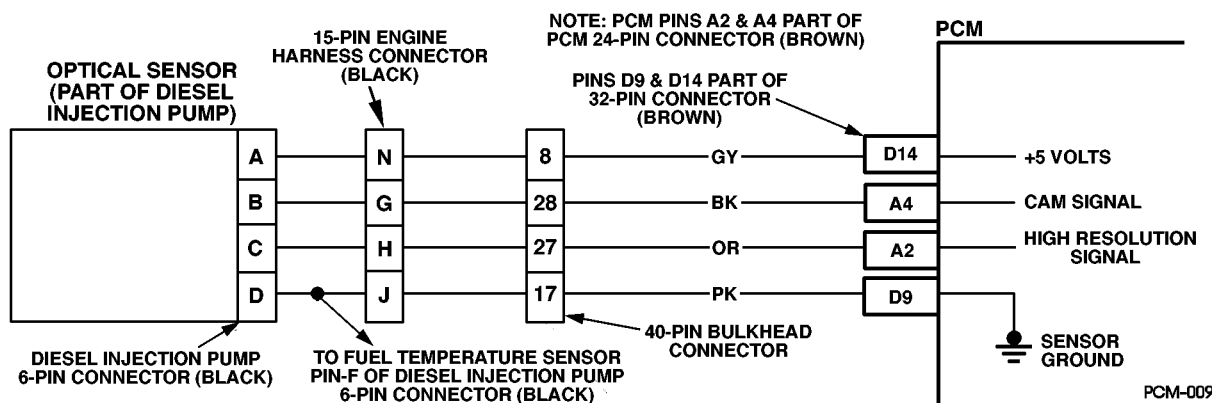 NOTE: PCM PINS A2 & A4 PART OF
PCM 24-PIN CONNECTOR (BROWN)
PCM
15-PIN ENGINE
HARNESS CONNECTOR
(BLACK)
OPTICAL SENSOR
(PART OF DIESEL
INJECTION PUMP)
PINS D9 & D14 PART OF
32-PIN CONNECTOR
(BROWN)
A N 8 GY D14 +5 VOLTS
B G 28 BK A4 CAM SIGNAL
C H 27 OR A2 HIGH RESOLUTION
SIGNAL
D J 17 PK D9
SENSOR
GROUND
40-PIN BULKHEAD
CONNECTOR
DIESEL INJECTION PUMP
6-PIN CONNECTOR (BLACK)
TO FUEL TEMPERATURE SENSOR
PIN-F OF DIESEL INJECTION PUMP
6-PIN CONNECTOR (BLACK)
PCM-009